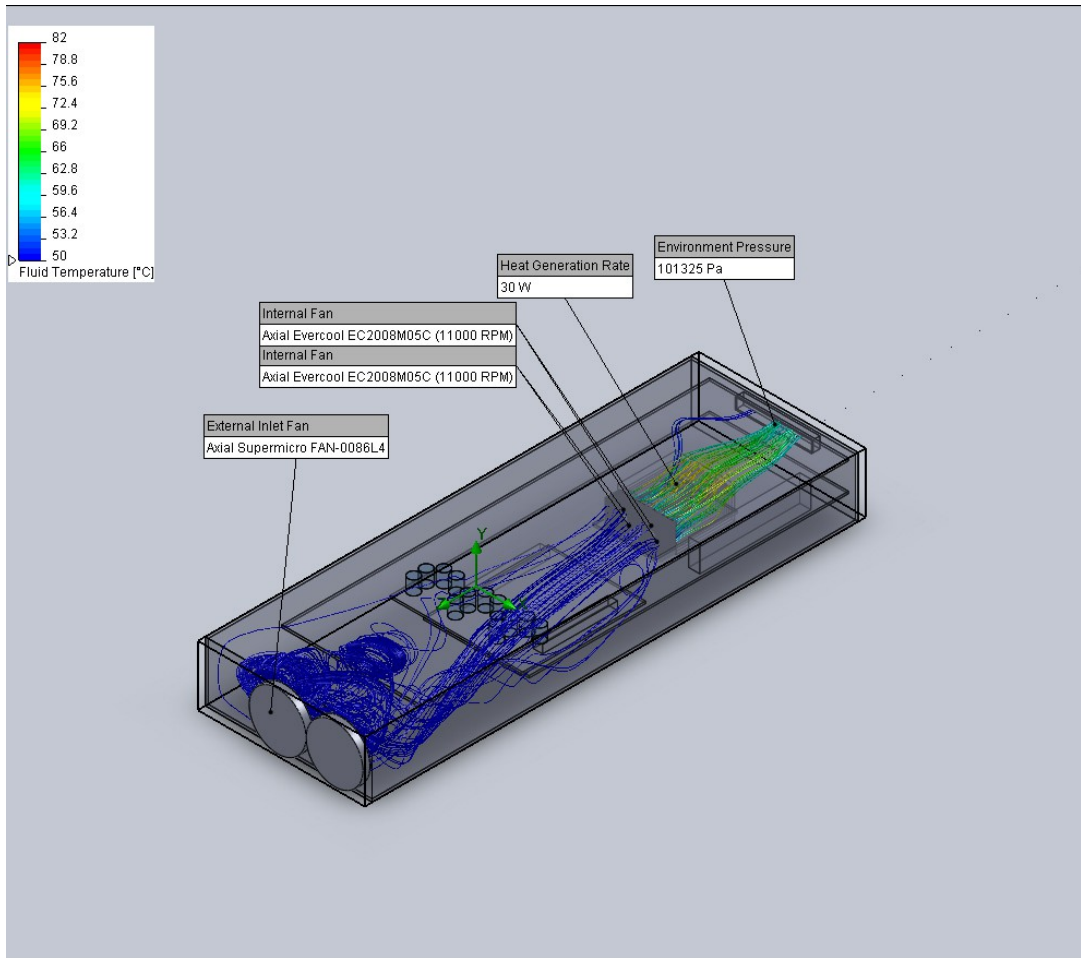 82
78.8
75.6
72.4
69.2
66
62.8
59.6
56.4
53.2
50
Fluid Temperature [°C]
Environment Pressure
101325 Pa
Heat Generation Rate
30 W
Internal Fan
Axial Evercool EC2008M05C (11000 RPM)
Internal Fan
Axial Evercool EC2008M05C (11000 RPM)
External Inlet Fan
Axial Supermicro FAN-0086L4
Y